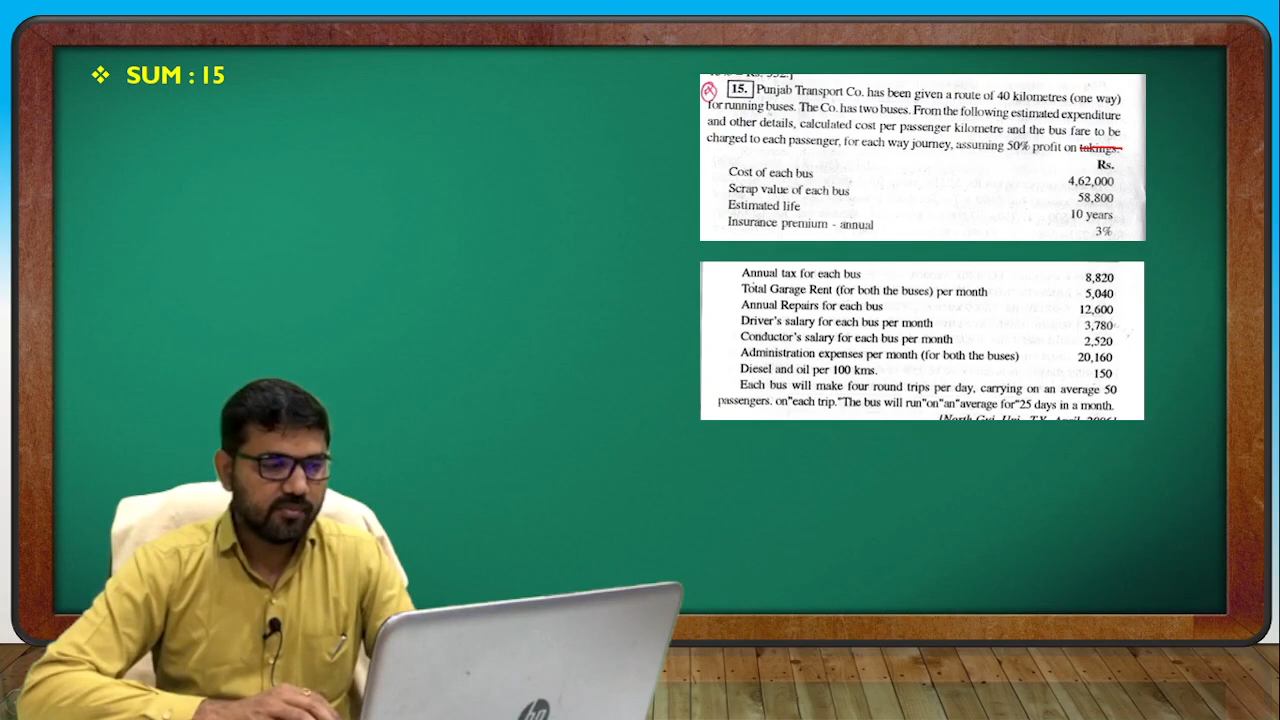 ❖ SUM : 15
15. Punjab Transport Co. has been given a route of 40 kilometres (one way)
for running buses. The Co. has two buses. From the following estimated expenditure
and other details, calculated cost per passenger kilometre and the bus fare to be
charged to each passenger, for each way journey, assuming 50% profit on takings.
Rs.
Cost of each bus 4,62,000
Scrap value of each bus 58,800
Estimated life 10 years
Insurance premium - annual 3%
Annual tax for each bus 8,820
Total Garage Rent (for both the buses) per month 5,040
Annual Repairs for each bus 12,600
Driver's salary for each bus per month 3,780
Conductor's salary for each bus per month 2,520
Administration expenses per month (for both the buses) 20,160
Diesel and oil per 100 kms. 150
Each bus will make four round trips per day, carrying on an average 50
passengers. on"each trip."The bus will run"on"an"average for"25 days in a month.
hp